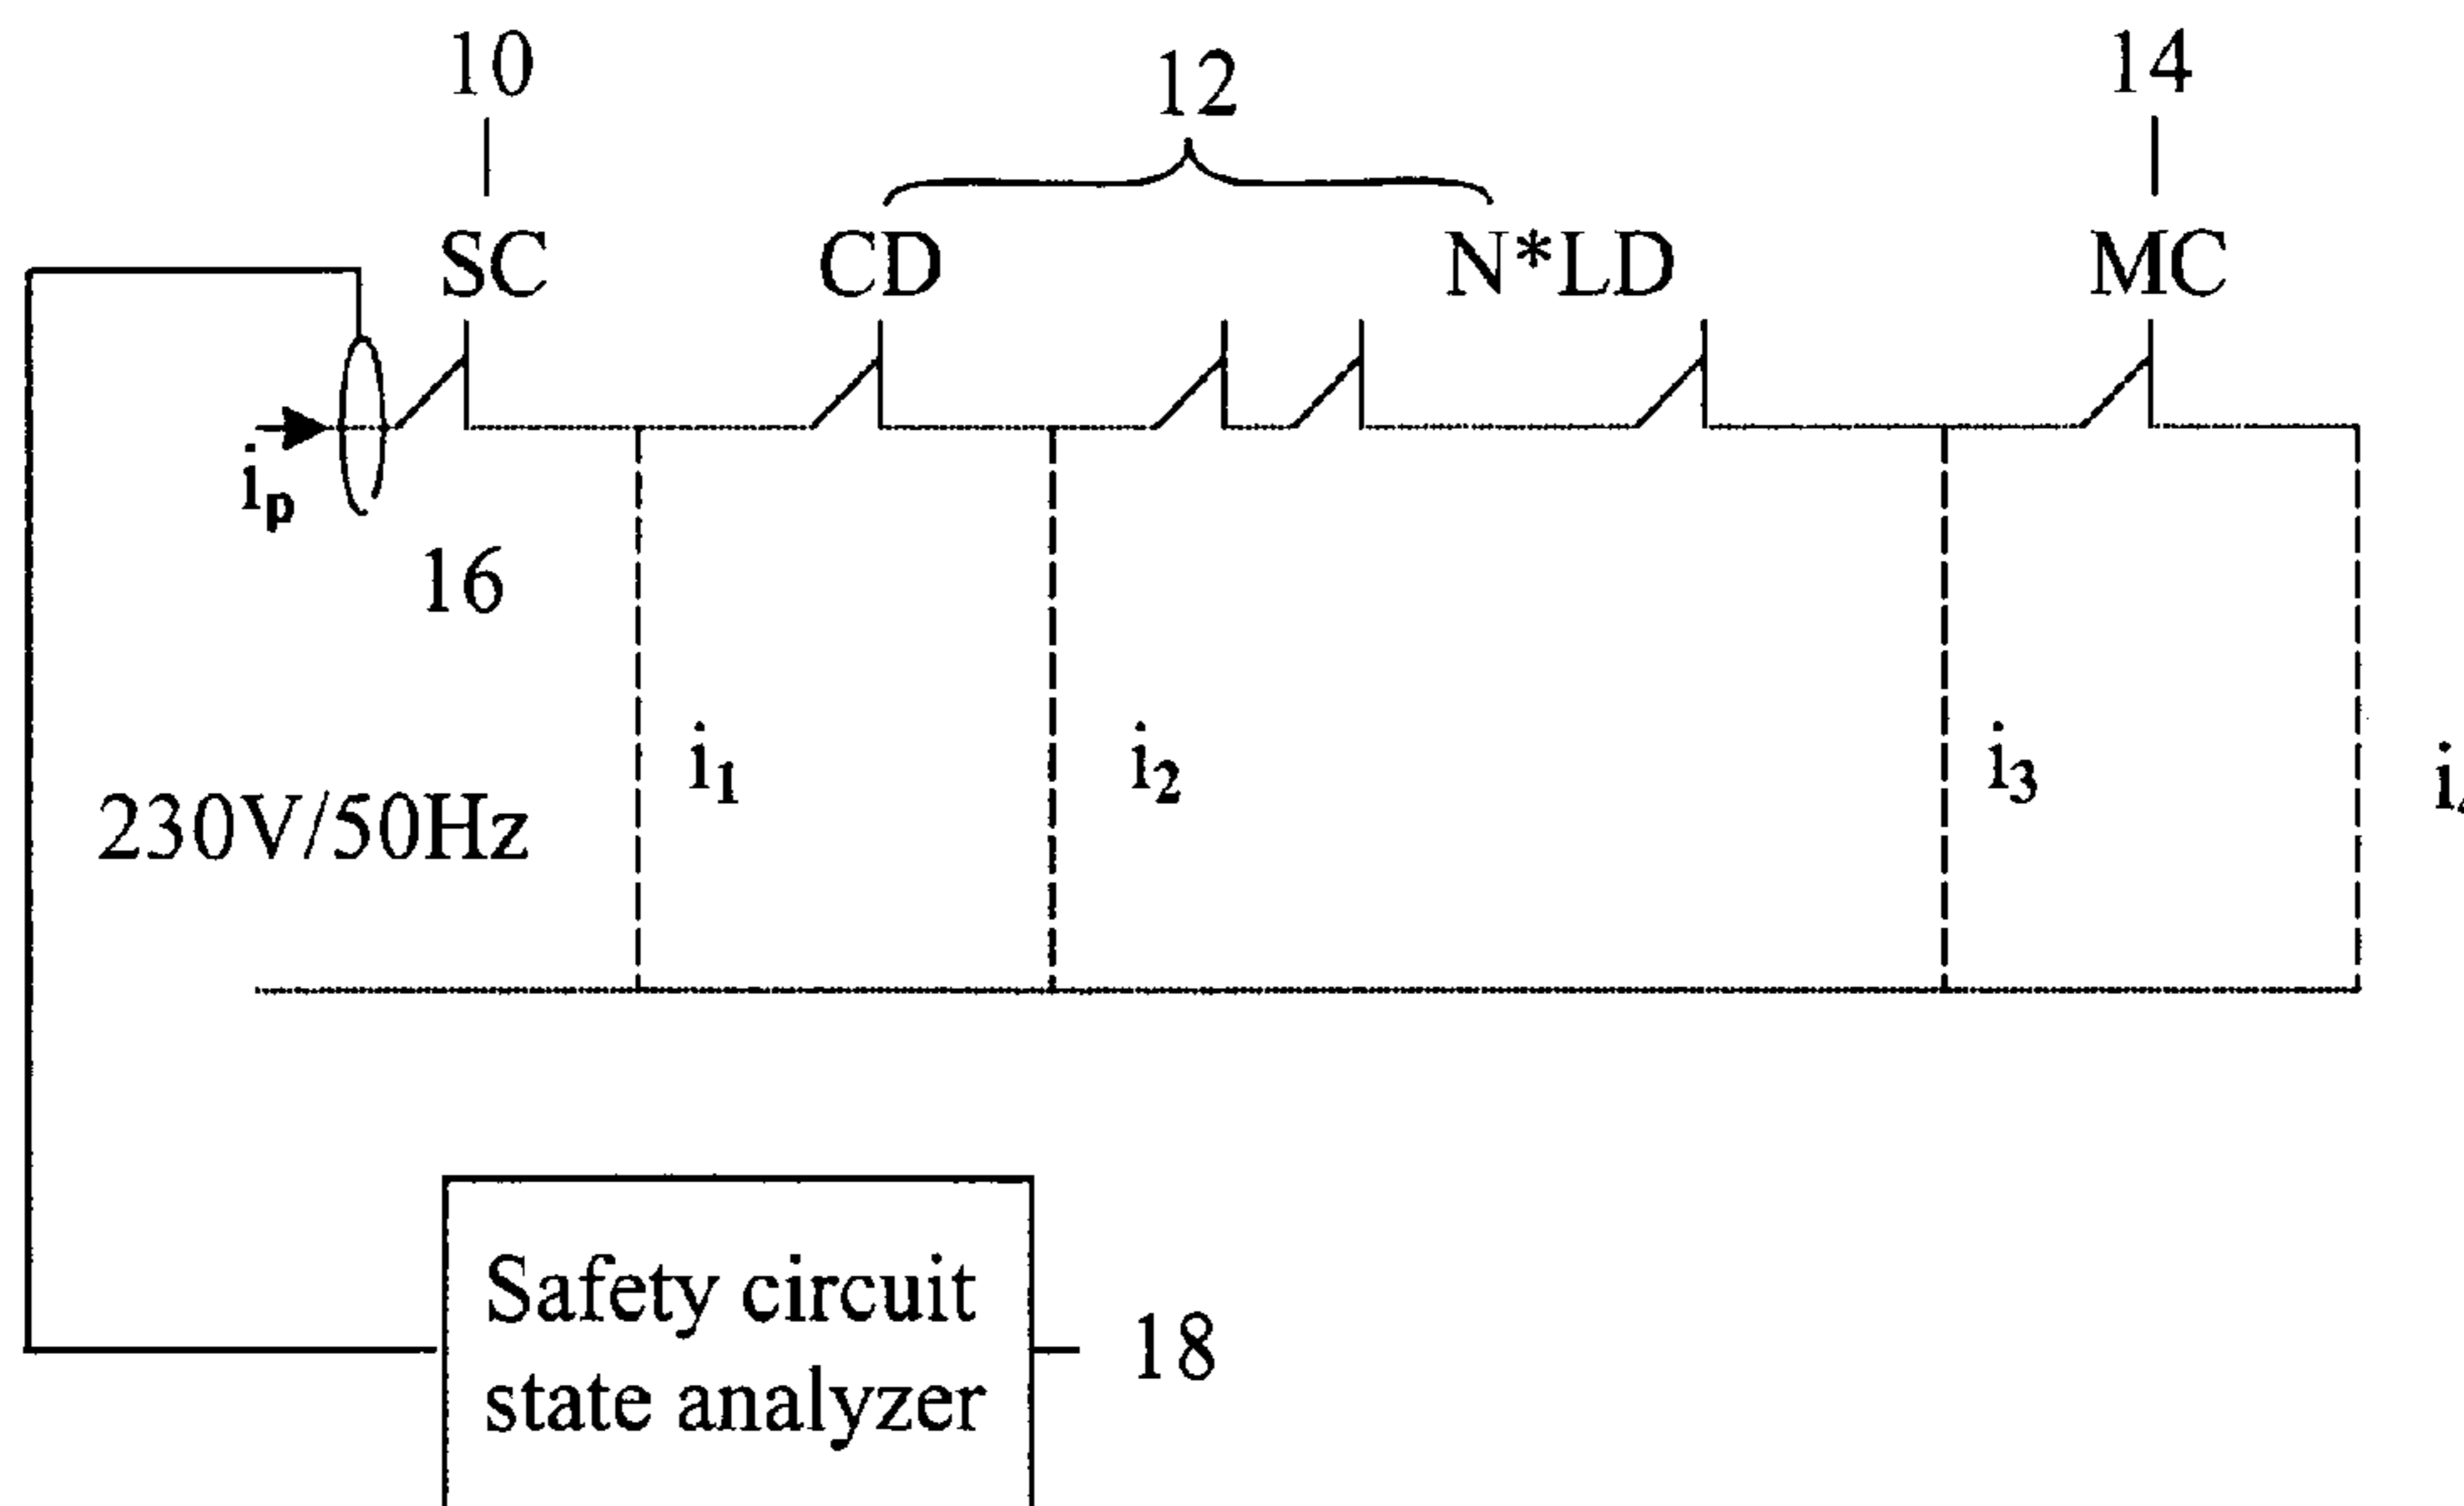 10
12
14
SC
CD
N*LD
MC
ip
16
i1
i2
i3
230V/50Hz
Safety circuit
state analyzer
18